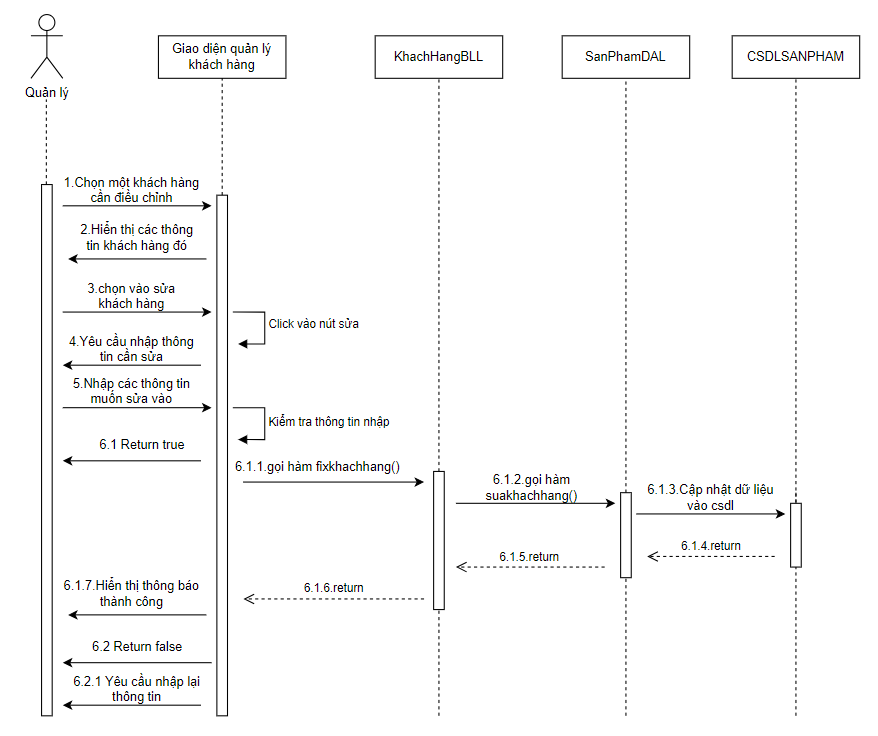 Giao diện quản lý
khách hàng
KhachHangBLL
SanPhamDAL
CSDLSANPHAM
Quản lý
1.Chọn một khách hàng
cần điều chỉnh
2.Hiển thị các thông
tin khách hàng đó
3.chọn vào sửa
khách hàng
Click vào nút sửa
4.Yêu cầu nhập thông
tin cần sửa
5.Nhập các thông tin
muốn sửa vào
Kiểm tra thông tin nhập
6.1 Return true
6.1.1.gọi hàm fixkhachhang()
6.1.2.gọi hàm
suakhachhang()
6.1.3.Cập nhật dữ liệu
vào csdl
6.1.4.return
6.1.5.return
6.1.6.return
6.1.7.Hiển thị thông báo
thành công
6.2 Return false
6.2.1 Yêu cầu nhập lại
thông tin